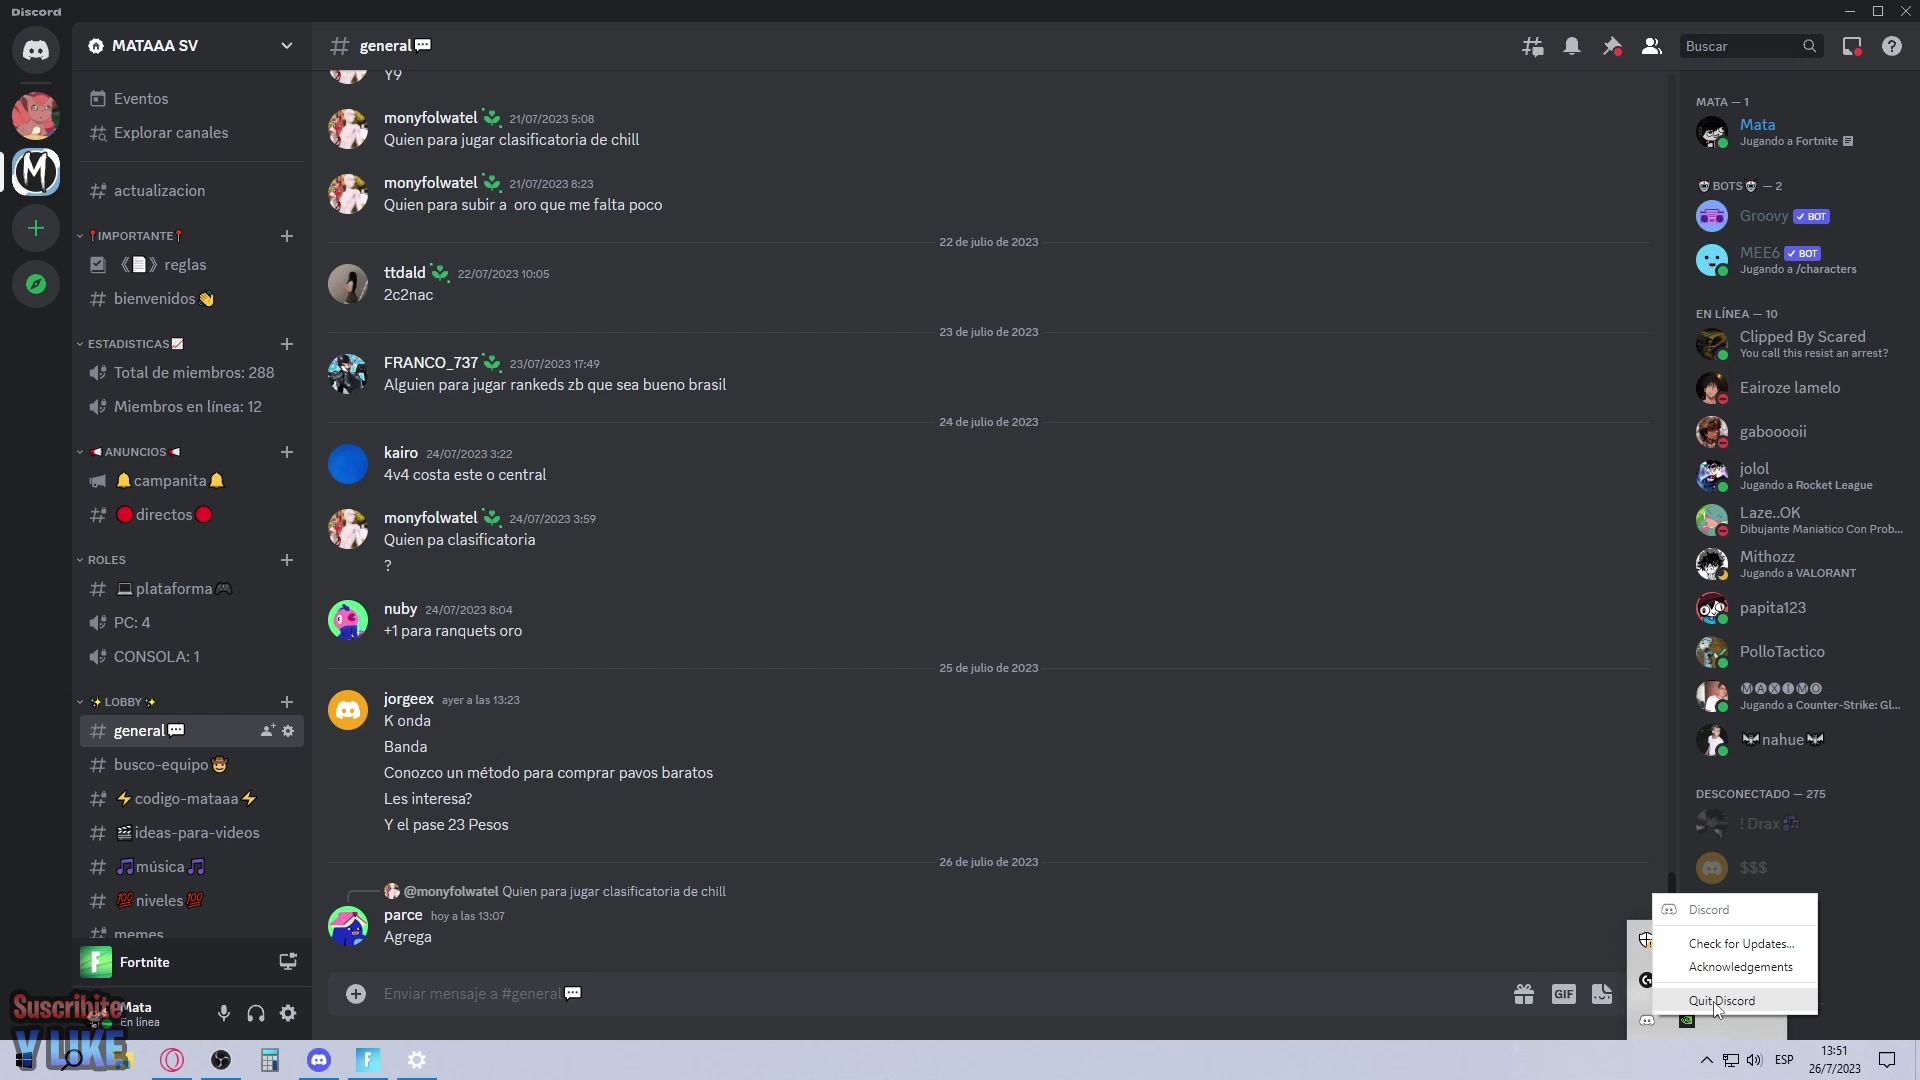 Discord
MATAAA SV
Eventos
Explorar canales
actualizacion
📍IMPORTANTE📍
《📄》reglas
bienvenidos👋
ESTADISTICAS📈
Total de miembros: 288
Miembros en línea: 12
📢ANUNCIOS📢
🔔campanita🔔
🔴directos🔴
ROLES
💻plataforma🎮
PC: 4
CONSOLA: 1
✨LOBBY✨
general💬
busco-equipo🤠
⚡codigo-mataaa⚡
🎬ideas-para-videos
🎵música🎵
💯niveles💯
memes
Fortnite
Mata
En línea
Suscribite
Y LIKE
general💬
Buscar
Y9
monyfolwatel 21/07/2023 5:08
Quien para jugar clasificatoria de chill
monyfolwatel 21/07/2023 8:23
Quien para subir a oro que me falta poco
22 de julio de 2023
ttdald 22/07/2023 10:05
2c2nac
23 de julio de 2023
FRANCO_737 23/07/2023 17:49
Alguien para jugar rankeds zb que sea bueno brasil
24 de julio de 2023
kairo 24/07/2023 3:22
4v4 costa este o central
monyfolwatel 24/07/2023 3:59
Quien pa clasificatoria
?
nuby 24/07/2023 8:04
+1 para ranquets oro
25 de julio de 2023
jorgeex ayer a las 13:23
K onda
Banda
Conozco un método para comprar pavos baratos
Les interesa?
Y el pase 23 Pesos
26 de julio de 2023
@monyfolwatel Quien para jugar clasificatoria de chill
parce hoy a las 13:07
Agrega
Enviar mensaje a #general💬
GIF
MATA — 1
Mata
Jugando a Fortnite
BOTS — 2
Groovy ✓ BOT
MEE6 ✓ BOT
Jugando a /characters
EN LÍNEA — 10
Clipped By Scared
You call this resist an arrest?
Eairoze lamelo
gabooooii
jolol
Jugando a Rocket League
Laze..OK
Dibujante Maniatico Con Prob...
Mithozz
Jugando a VALORANT
papita123
PolloTactico
🅜🅐🅧🅘🅜🅞
Jugando a Counter-Strike: Gl...
nahue
DESCONECTADO — 275
! Drax🎶
$$$
Discord
Check for Updates...
Acknowledgements
Quit Discord
ESP
13:51
26/7/2023